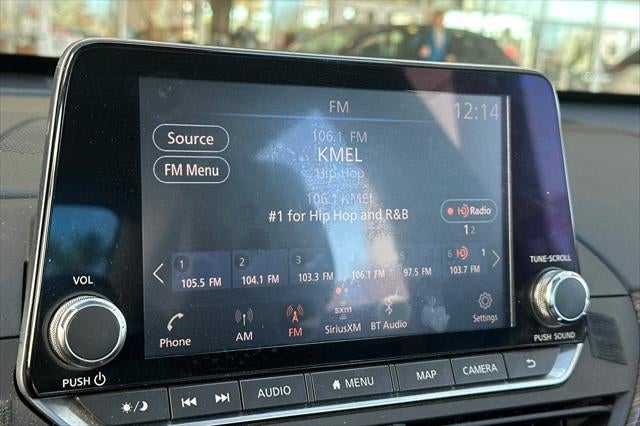 FM
12:14
106.1 FM
Source
KMEL
FM Menu
Hip-Hop
106.1 KMEL
#1 for Hip Hop and R&B
HD Radio
1 2
1 2 3 4 5 6 HD 1
105.5 FM 104.1 FM 103.3 FM 106.1 FM 97.5 FM 103.7 FM
Phone AM FM sxm SiriusXM BT Audio Settings
VOL
PUSH
TUNE-SCROLL
PUSH SOUND
AUDIO MENU MAP CAMERA